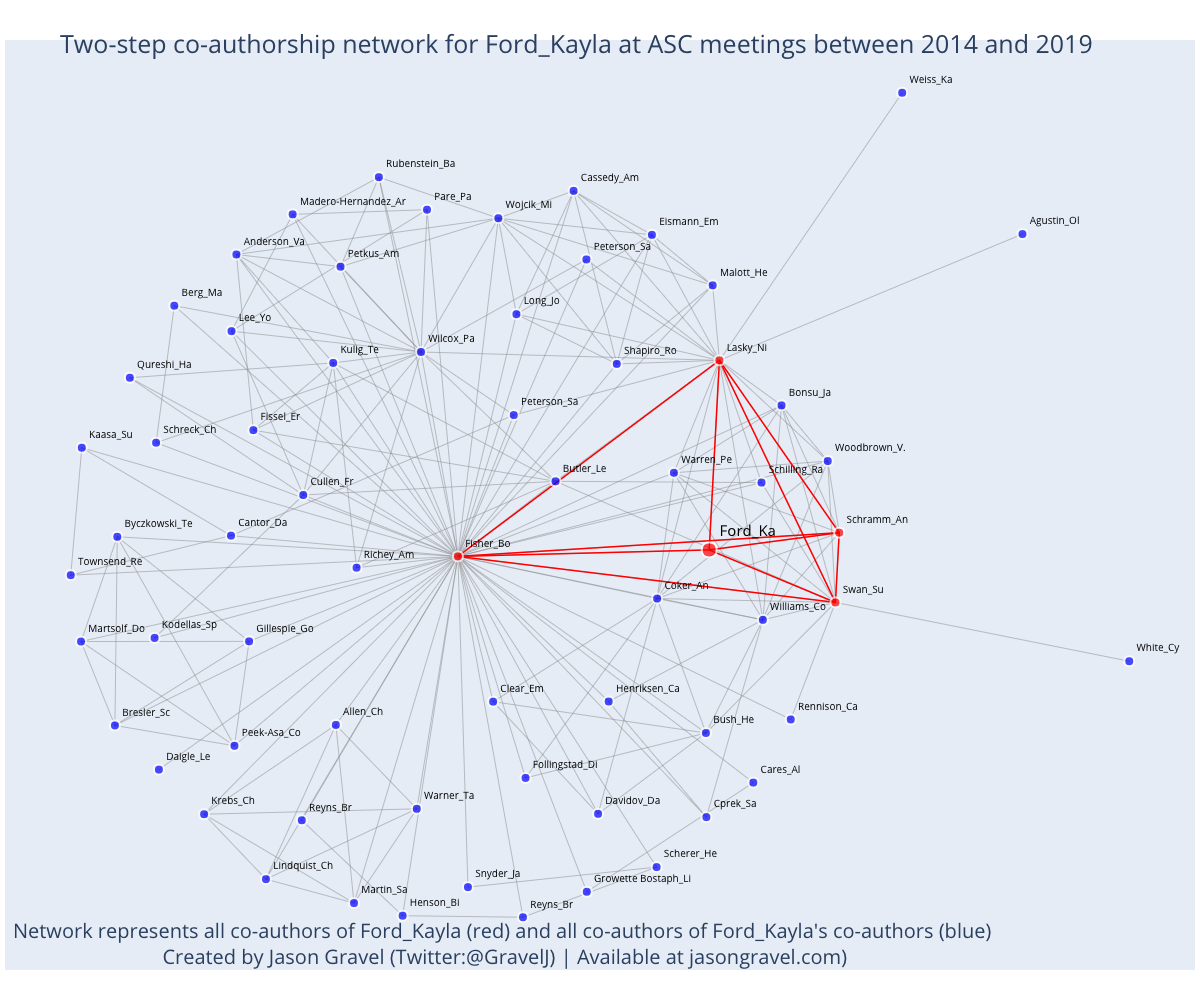 Two-step co-authorship network for Ford_Kayla at ASC meetings between 2014 and 2019
Weiss_Ka
Rubenstein_Ba
Cassedy_Am
Madero-Hernandez_Ar
Pare_Pa
Wojcik_Mi
Eismann_Em
Agustin_Ol
Anderson_Va
Petkus_Am
Peterson_Sa
Malott_He
Berg_Ma
Long_Jo
Lee_Yo
Wilcox_Pa
Kulig_Te
Shapiro_Ro
Lasky_Ni
Qureshi_Ha
Bonsu_Ja
Peterson_Sa
Fissel_Er
Schreck_Ch
Kaasa_Su
Woodbrown_V.
Warren_Pe
Schilling_Ra
Butler_Le
Cullen_Fr
Byczkowski_Te
Cantor_Da
Schramm_An
Ford_Ka
Fisher_Bo
Richey_Am
Townsend_Re
Coker_An
Swan_Su
Williams_Co
Martsolf_Do
Kodellas_Sp
Gillespie_Go
White_Cy
Clear_Em
Henriksen_Ca
Rennison_Ca
Bresler_Sc
Allen_Ch
Bush_He
Peek-Asa_Co
Daigle_Le
Follingstad_Di
Cares_Al
Krebs_Ch
Reyns_Br
Warner_Ta
Davidov_Da
Cprek_Sa
Scherer_He
Lindquist_Ch
Snyder_Ja
Growette Bostaph_Li
Martin_Sa
Henson_Bi
Reyns_Br
Network represents all co-authors of Ford_Kayla (red) and all co-authors of Ford_Kayla's co-authors (blue)
Created by Jason Gravel (Twitter:@GravelJ) | Available at jasongravel.com)